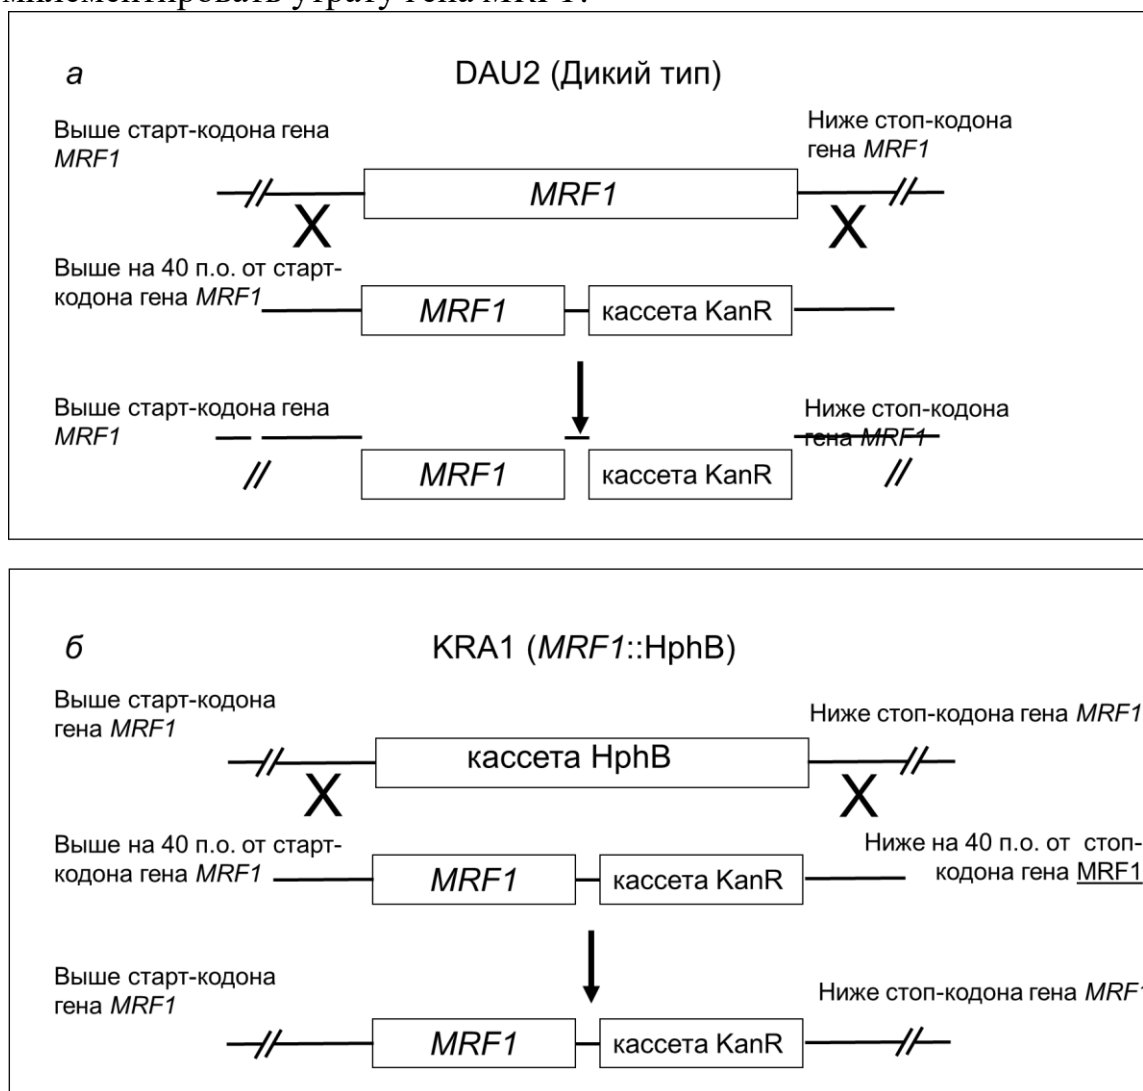 утрату гена MRF1.
а
DAU2 (Дикий тип)
Выше старт-кодона гена
MRF1
Ниже стоп-кодона
гена MRF1
MRF1
X
X
Выше на 40 п.о. от старт-
кодона гена MRF1
MRF1
кассета KanR
Выше старт-кодона гена
MRF1
Ниже стоп-кодона
гена MRF1
MRF1
кассета KanR
б
KRA1 (MRF1::HphB)
Выше старт-кодона
гена MRF1
Ниже стоп-кодона гена MRF1
кассета HphB
X
X
Выше на 40 п.о. от старт-
кодона гена MRF1
Ниже на 40 п.о. от стоп-
кодона гена MRF1
MRF1
кассета KanR
Выше старт-кодона
гена MRF1
Ниже стоп-кодона гена MRF1
MRF1
кассета KanR